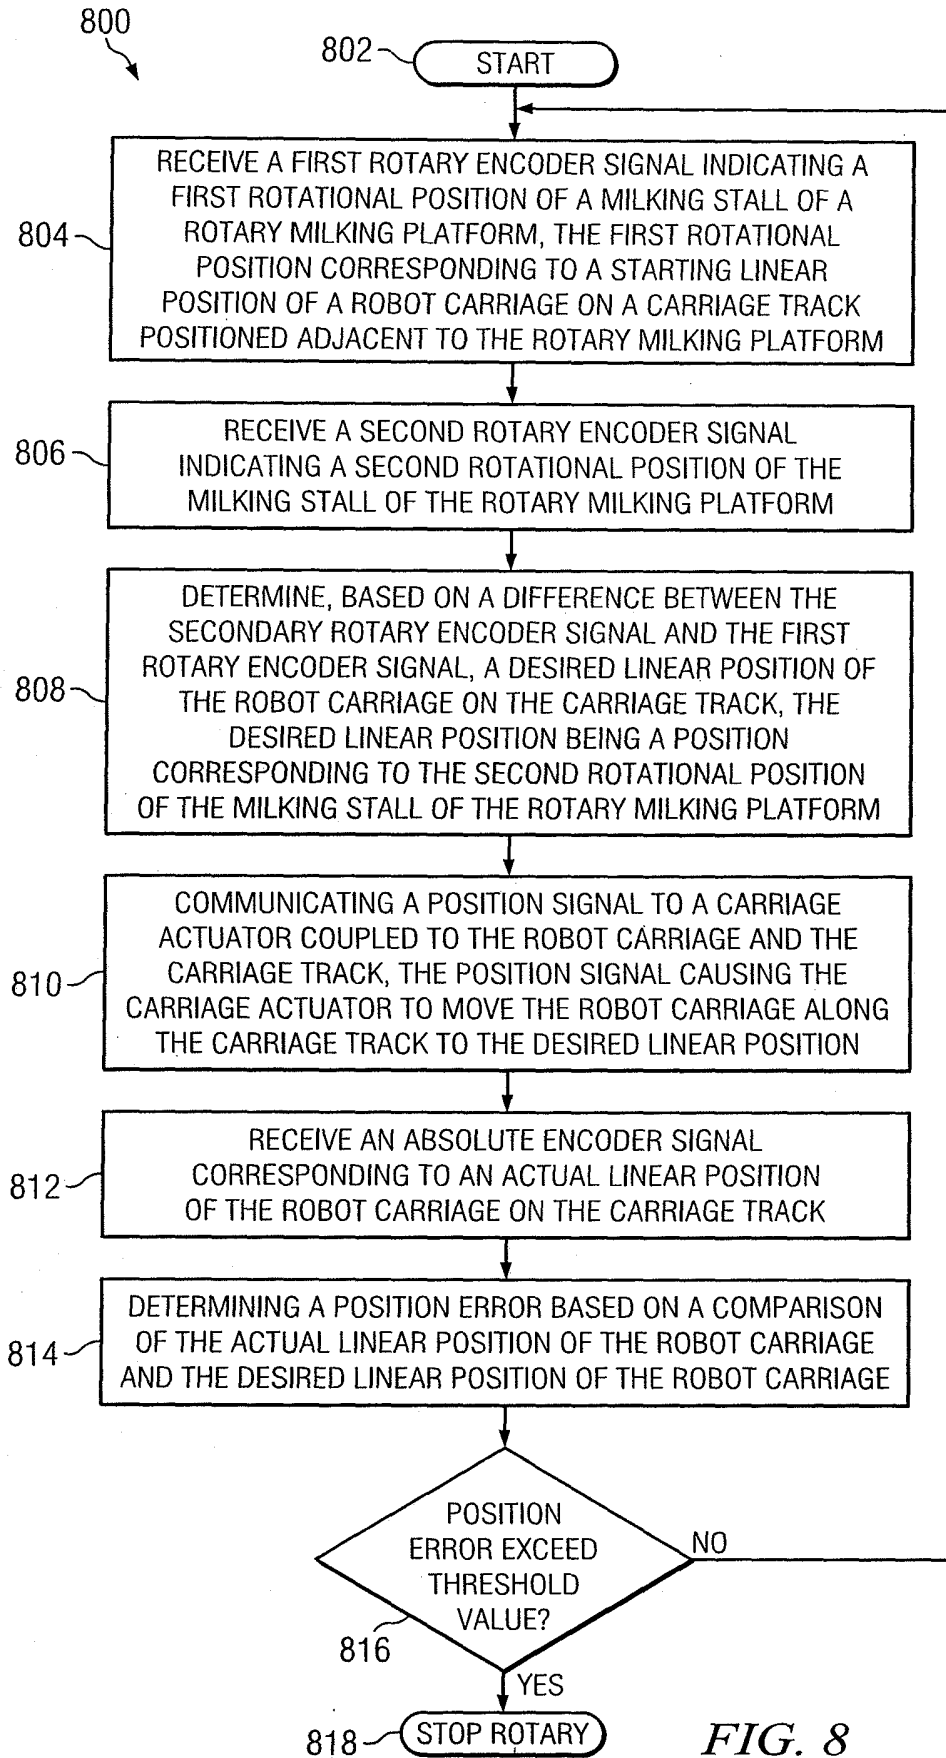 800
802
START
804
RECEIVE A FIRST ROTARY ENCODER SIGNAL INDICATING A
FIRST ROTATIONAL POSITION OF A MILKING STALL OF A
ROTARY MILKING PLATFORM, THE FIRST ROTATIONAL
POSITION CORRESPONDING TO A STARTING LINEAR
POSITION OF A ROBOT CARRIAGE ON A CARRIAGE TRACK
POSITIONED ADJACENT TO THE ROTARY MILKING PLATFORM
806
RECEIVE A SECOND ROTARY ENCODER SIGNAL
INDICATING A SECOND ROTATIONAL POSITION OF THE
MILKING STALL OF THE ROTARY MILKING PLATFORM
808
DETERMINE, BASED ON A DIFFERENCE BETWEEN THE
SECONDARY ROTARY ENCODER SIGNAL AND THE FIRST
ROTARY ENCODER SIGNAL, A DESIRED LINEAR POSITION OF
THE ROBOT CARRIAGE ON THE CARRIAGE TRACK, THE
DESIRED LINEAR POSITION BEING A POSITION
CORRESPONDING TO THE SECOND ROTATIONAL POSITION
OF THE MILKING STALL OF THE ROTARY MILKING PLATFORM
810
COMMUNICATING A POSITION SIGNAL TO A CARRIAGE
ACTUATOR COUPLED TO THE ROBOT CARRIAGE AND THE
CARRIAGE TRACK, THE POSITION SIGNAL CAUSING THE
CARRIAGE ACTUATOR TO MOVE THE ROBOT CARRIAGE ALONG
THE CARRIAGE TRACK TO THE DESIRED LINEAR POSITION
812
RECEIVE AN ABSOLUTE ENCODER SIGNAL
CORRESPONDING TO AN ACTUAL LINEAR POSITION
OF THE ROBOT CARRIAGE ON THE CARRIAGE TRACK
814
DETERMINING A POSITION ERROR BASED ON A COMPARISON
OF THE ACTUAL LINEAR POSITION OF THE ROBOT CARRIAGE
AND THE DESIRED LINEAR POSITION OF THE ROBOT CARRIAGE
POSITION
ERROR EXCEED
THRESHOLD
VALUE?
NO
816
YES
818
STOP ROTARY
FIG. 8